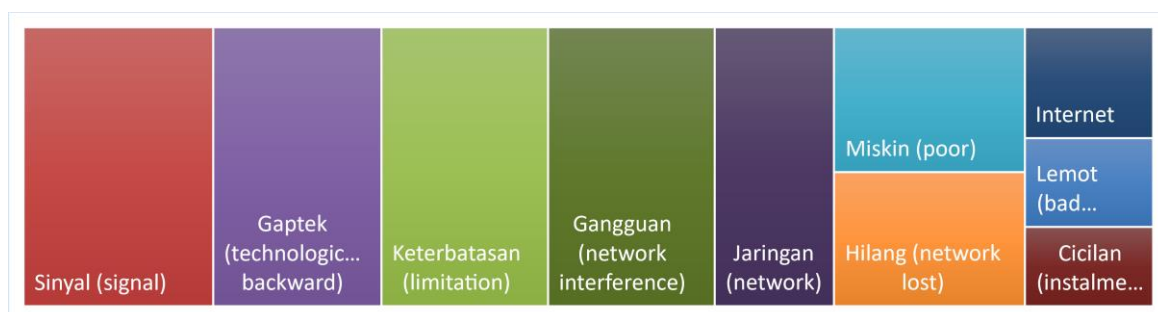 Sinyal (signal)
Gaptek
(technologic...
backward)
Keterbatasan
(limitation)
Gangguan
(network
interference)
Jaringan
(network)
Miskin (poor)
Hilang (network
lost)
Internet
Lemot
(bad...
Cicilan
(instalme...